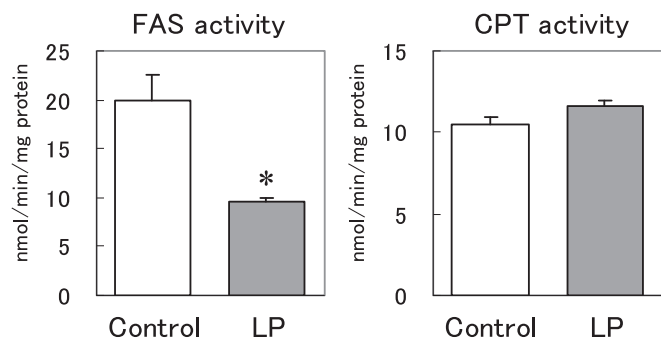 FAS activity
nmol/min/mg protein
25
20
15
10
5
0
*
Control LP
CPT activity
nmol/min/mg protein
15
10
5
0
Control LP